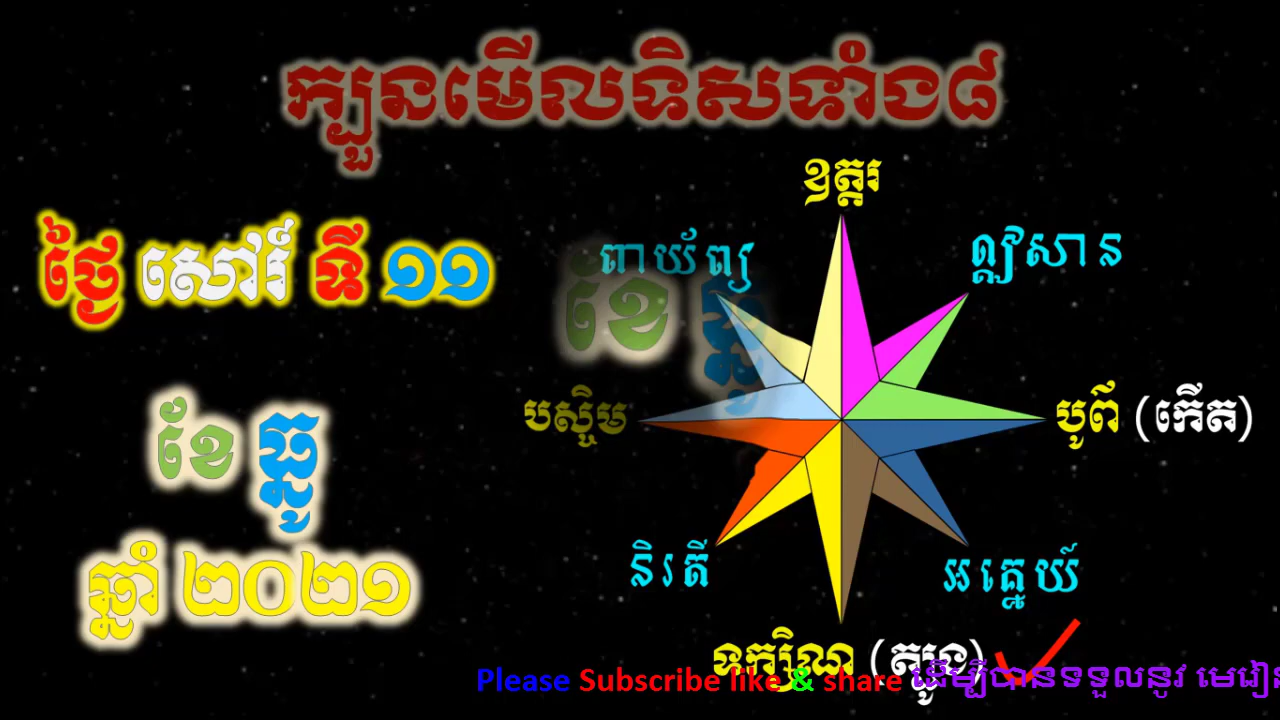 ក្បួនមើលទិសទាំង៨
ឧត្តរ
ថ្ងៃ សៅរ៍ ទី ១១
ពាយ័ព្យ
ឦសាន
ខែ ធ្នូ
បស្ចិម
បូព៌ (កើត)
ខែ ធ្នូ
ឆ្នាំ ២០២១
និរតី
អគ្នេយ៍
ទក្សិណ (ត្បូង)
Please Subscribe like & share ដើម្បីបានទទួលនូវ មេរៀន